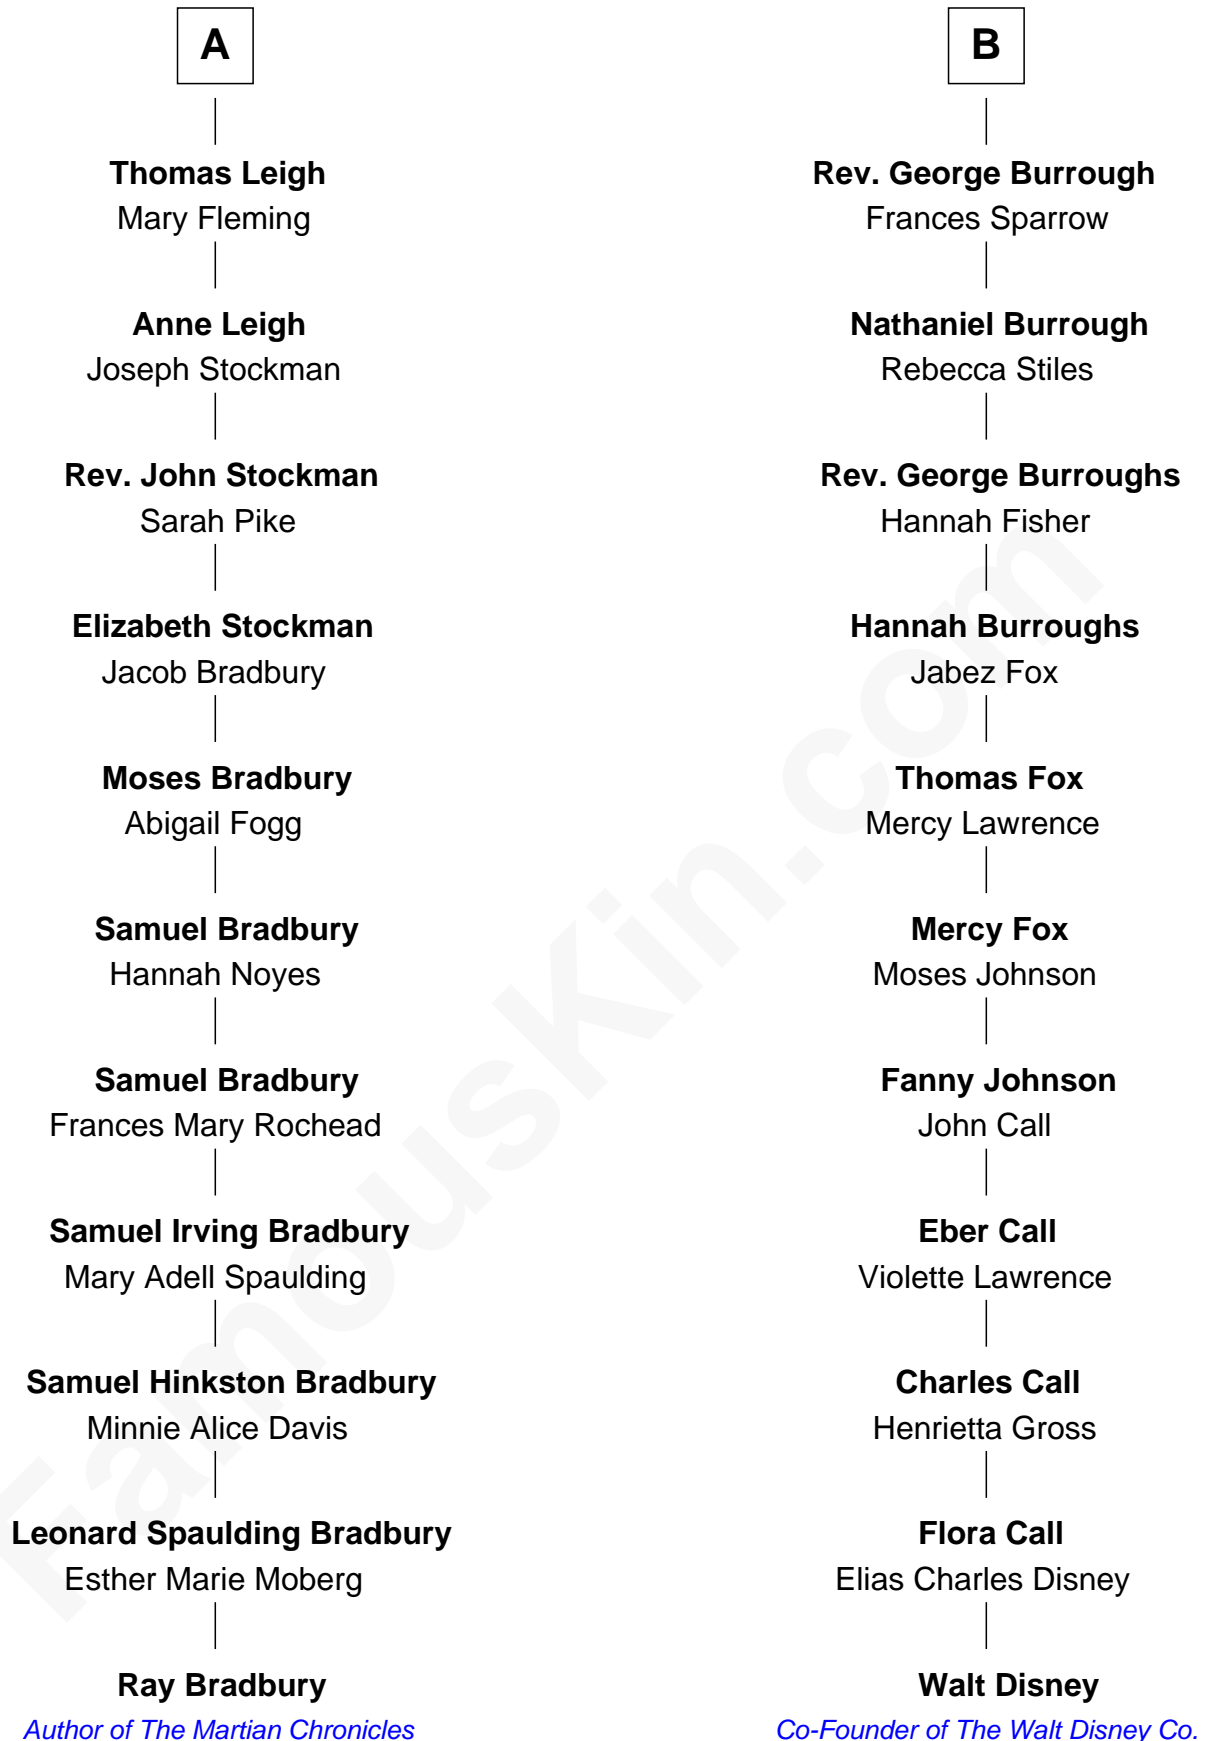 A
Thomas Leigh
Mary Fleming
Anne Leigh
Joseph Stockman
Rev. John Stockman
Sarah Pike
Elizabeth Stockman
Jacob Bradbury
Moses Bradbury
Abigail Fogg
Samuel Bradbury
Hannah Noyes
Samuel Bradbury
Frances Mary Rochead
Samuel Irving Bradbury
Mary Adell Spaulding
Samuel Hinkston Bradbury
Minnie Alice Davis
Leonard Spaulding Bradbury
Esther Marie Moberg
Ray Bradbury
Author of The Martian Chronicles
B
Rev. George Burrough
Frances Sparrow
Nathaniel Burrough
Rebecca Stiles
Rev. George Burroughs
Hannah Fisher
Hannah Burroughs
Jabez Fox
Thomas Fox
Mercy Lawrence
Mercy Fox
Moses Johnson
Fanny Johnson
John Call
Eber Call
Violette Lawrence
Charles Call
Henrietta Gross
Flora Call
Elias Charles Disney
Walt Disney
Co-Founder of The Walt Disney Co.
FamousKin.com